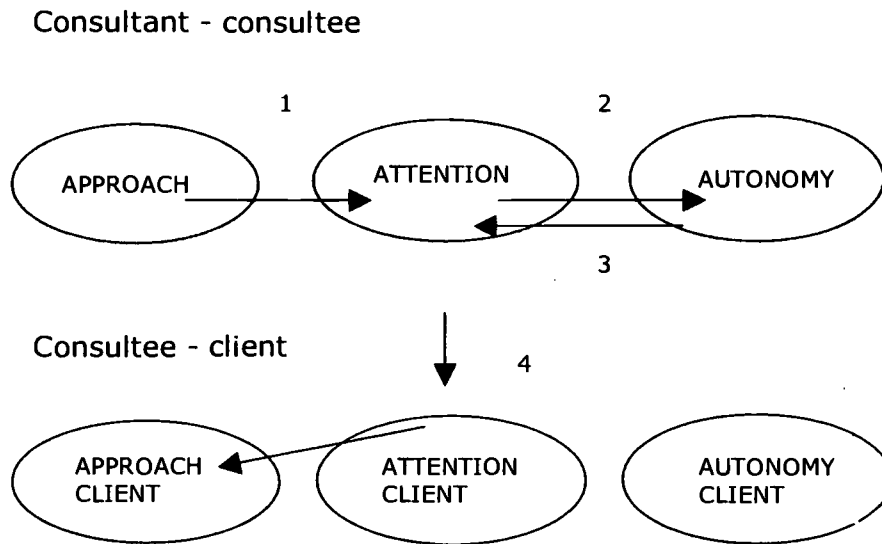 Consultant - consultee
1 2
APPROACH ATTENTION AUTONOMY
3
Consultee - client
4
APPROACH ATTENTION AUTONOMY
CLIENT CLIENT CLIENT